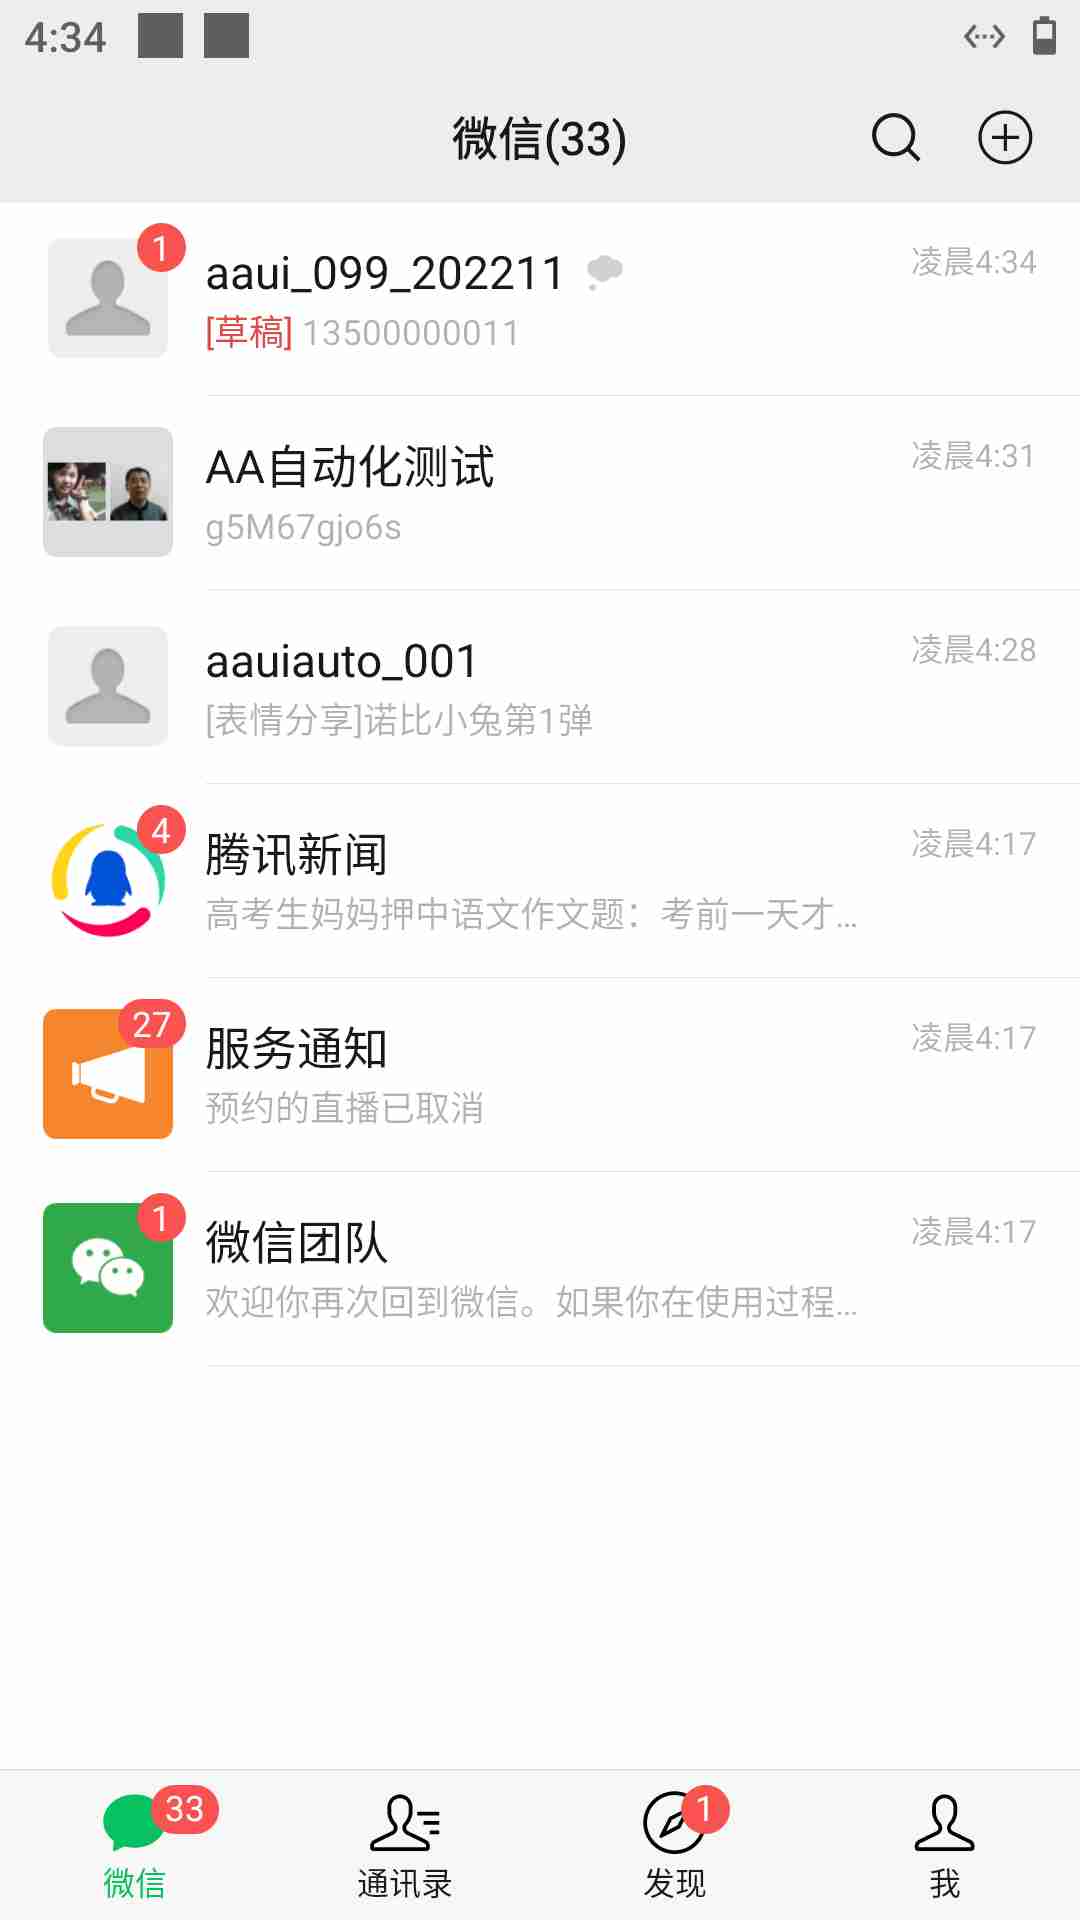 4:34
微信(33)
1
aaui_099_202211
凌晨4:34
[草稿] 13500000011
AA自动化测试
凌晨4:31
g5M67gjo6s
aauiauto_001
凌晨4:28
[表情分享]诺比小兔第1弹
4
腾讯新闻
凌晨4:17
高考生妈妈押中语文作文题：考前一天才...
27
服务通知
凌晨4:17
预约的直播已取消
1
微信团队
凌晨4:17
欢迎你再次回到微信。如果你在使用过程...
33
1
微信
通讯录
发现
我